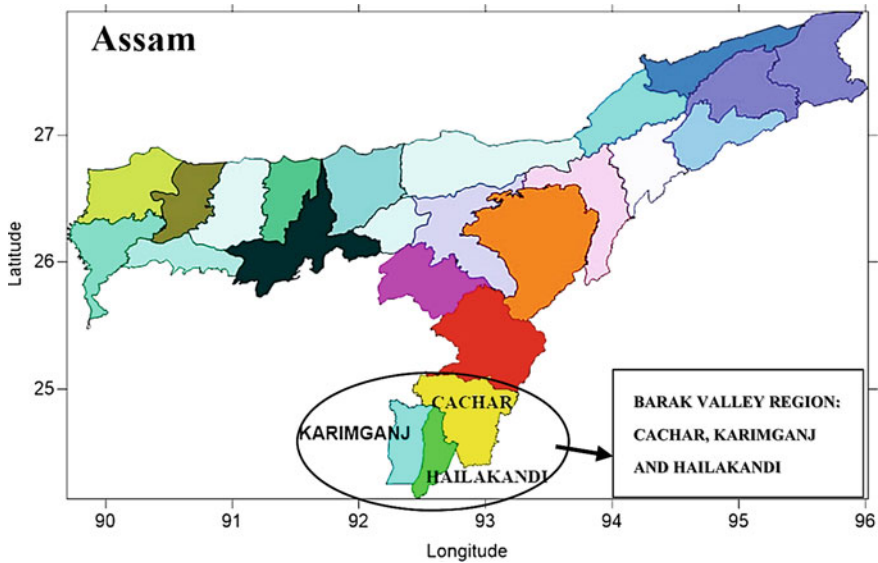 Assam
27
26
25
Latitude
CACHAR
KARIMGANJ
HAILAKANDI
BARAK VALLEY REGION:
CACHAR, KARIMGANJ
AND HAILAKANDI
90 91 92 93 94 95 96
Longitude